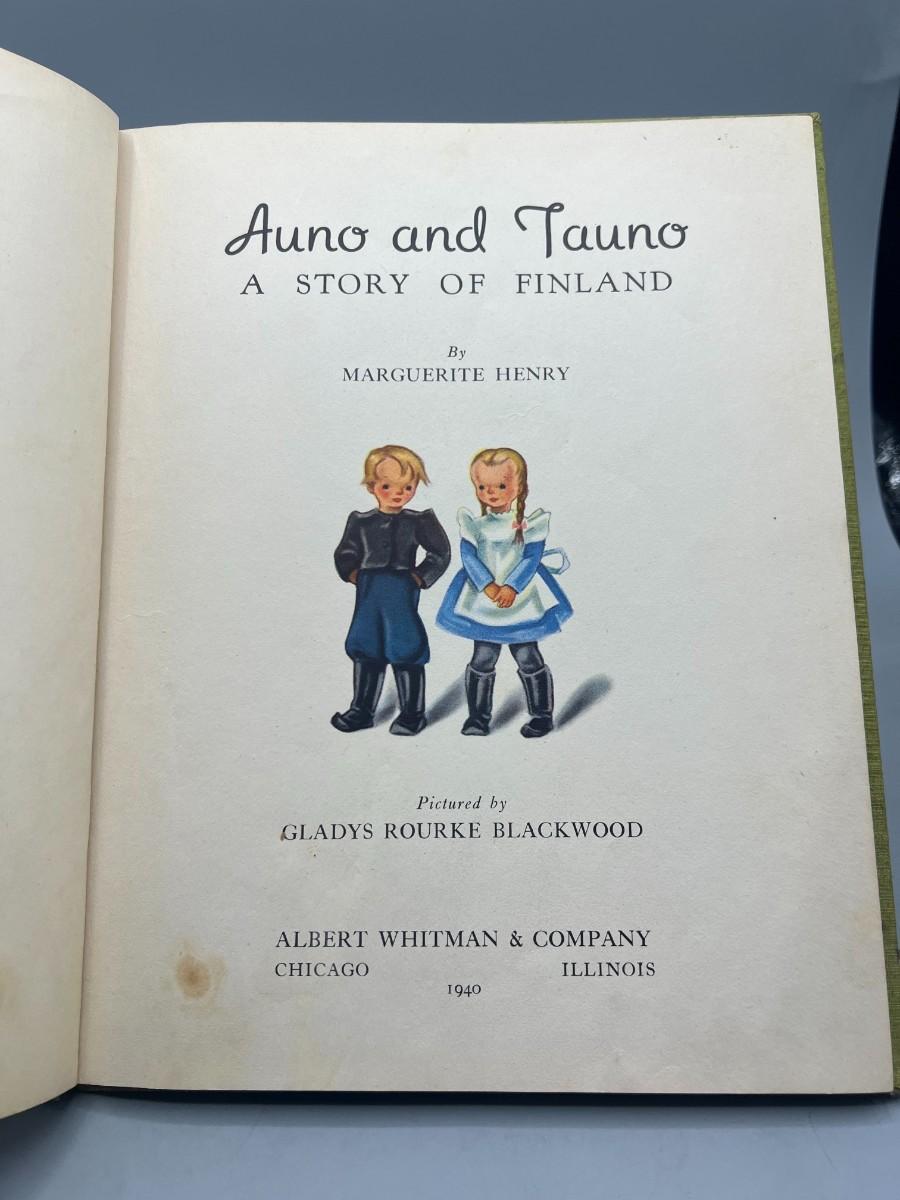 Auno and Tauno
A STORY OF FINLAND
By
MARGUERITE HENRY
Pictured by
GLADYS ROURKE BLACKWOOD
ALBERT WHITMAN & COMPANY
CHICAGO ILLINOIS
1940